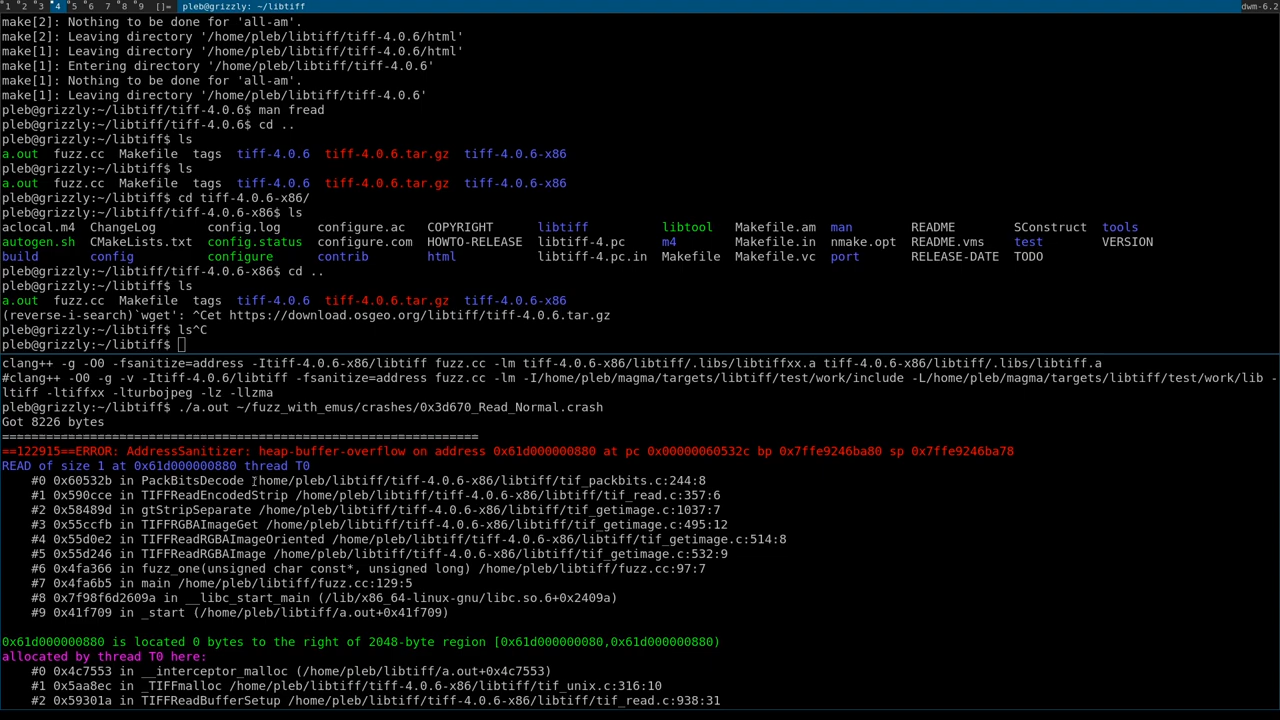 1 2 3 4 5 6 7 8 9 []= pleb@grizzly: ~/libtiff dwm-6.2
make[2]: Nothing to be done for 'all-am'.
make[2]: Leaving directory '/home/pleb/libtiff/tiff-4.0.6/html'
make[1]: Leaving directory '/home/pleb/libtiff/tiff-4.0.6/html'
make[1]: Entering directory '/home/pleb/libtiff/tiff-4.0.6'
make[1]: Nothing to be done for 'all-am'.
make[1]: Leaving directory '/home/pleb/libtiff/tiff-4.0.6'
pleb@grizzly:~/libtiff/tiff-4.0.6$ man fread
pleb@grizzly:~/libtiff/tiff-4.0.6$ cd ..
pleb@grizzly:~/libtiff$ ls
a.out fuzz.cc Makefile tags tiff-4.0.6 tiff-4.0.6.tar.gz tiff-4.0.6-x86
pleb@grizzly:~/libtiff$ ls
a.out fuzz.cc Makefile tags tiff-4.0.6 tiff-4.0.6.tar.gz tiff-4.0.6-x86
pleb@grizzly:~/libtiff$ cd tiff-4.0.6-x86/
pleb@grizzly:~/libtiff/tiff-4.0.6-x86$ ls
aclocal.m4 ChangeLog config.log configure.ac COPYRIGHT libtiff libtool Makefile.am man README SConstruct tools
autogen.sh CMakeLists.txt config.status configure.com HOWTO-RELEASE libtiff-4.pc m4 Makefile.in nmake.opt README.vms test VERSION
build config configure contrib html libtiff-4.pc.in Makefile Makefile.vc port RELEASE-DATE TODO
pleb@grizzly:~/libtiff/tiff-4.0.6-x86$ cd ..
pleb@grizzly:~/libtiff$ ls
a.out fuzz.cc Makefile tags tiff-4.0.6 tiff-4.0.6.tar.gz tiff-4.0.6-x86
(reverse-i-search)`wget': ^Cet https://download.osgeo.org/libtiff/tiff-4.0.6.tar.gz
pleb@grizzly:~/libtiff$ ls^C
pleb@grizzly:~/libtiff$
clang++ -g -O0 -fsanitize=address -Itiff-4.0.6-x86/libtiff fuzz.cc -lm tiff-4.0.6-x86/libtiff/.libs/libtiffxx.a tiff-4.0.6-x86/libtiff/.libs/libtiff.a
#clang++ -O0 -g -v -Itiff-4.0.6/libtiff -fsanitize=address fuzz.cc -lm -I/home/pleb/magma/targets/libtiff/test/work/include -L/home/pleb/magma/targets/libtiff/test/work/lib -
ltiff -ltiffxx -lturbojpeg -lz -llzma
pleb@grizzly:~/libtiff$ ./a.out ~/fuzz_with_emus/crashes/0x3d670_Read_Normal.crash
Got 8226 bytes
=================================================================
==122915==ERROR: AddressSanitizer: heap-buffer-overflow on address 0x61d000000880 at pc 0x00000060532c bp 0x7ffe9246ba80 sp 0x7ffe9246ba78
READ of size 1 at 0x61d000000880 thread T0
#0 0x60532b in PackBitsDecode /home/pleb/libtiff/tiff-4.0.6-x86/libtiff/tif_packbits.c:244:8
#1 0x590cce in TIFFReadEncodedStrip /home/pleb/libtiff/tiff-4.0.6-x86/libtiff/tif_read.c:357:6
#2 0x58489d in gtStripSeparate /home/pleb/libtiff/tiff-4.0.6-x86/libtiff/tif_getimage.c:1037:7
#3 0x55ccfb in TIFFRGBAImageGet /home/pleb/libtiff/tiff-4.0.6-x86/libtiff/tif_getimage.c:495:12
#4 0x55d0e2 in TIFFReadRGBAImageOriented /home/pleb/libtiff/tiff-4.0.6-x86/libtiff/tif_getimage.c:514:8
#5 0x55d246 in TIFFReadRGBAImage /home/pleb/libtiff/tiff-4.0.6-x86/libtiff/tif_getimage.c:532:9
#6 0x4fa366 in fuzz_one(unsigned char const*, unsigned long) /home/pleb/libtiff/fuzz.cc:97:7
#7 0x4fa6b5 in main /home/pleb/libtiff/fuzz.cc:129:5
#8 0x7f98f6d2609a in __libc_start_main (/lib/x86_64-linux-gnu/libc.so.6+0x2409a)
#9 0x41f709 in _start (/home/pleb/libtiff/a.out+0x41f709)
0x61d000000880 is located 0 bytes to the right of 2048-byte region [0x61d000000080,0x61d000000880)
allocated by thread T0 here:
#0 0x4c7553 in __interceptor_malloc (/home/pleb/libtiff/a.out+0x4c7553)
#1 0x5aa8ec in _TIFFmalloc /home/pleb/libtiff/tiff-4.0.6-x86/libtiff/tif_unix.c:316:10
#2 0x59301a in TIFFReadBufferSetup /home/pleb/libtiff/tiff-4.0.6-x86/libtiff/tif_read.c:938:31